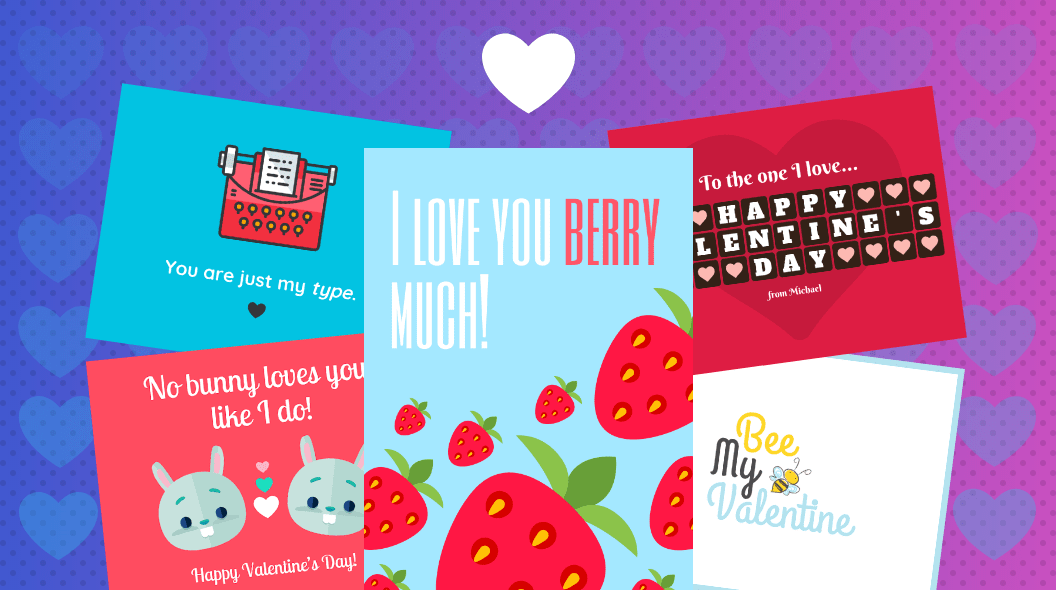 You are just my type.
I LOVE YOU BERRY
MUCH!
To the one I love...
HAPPY
LENTINE'S
DAY
from Michael
No bunny loves you
like I do!
Happy Valentine's Day!
Bee
My
Valentine